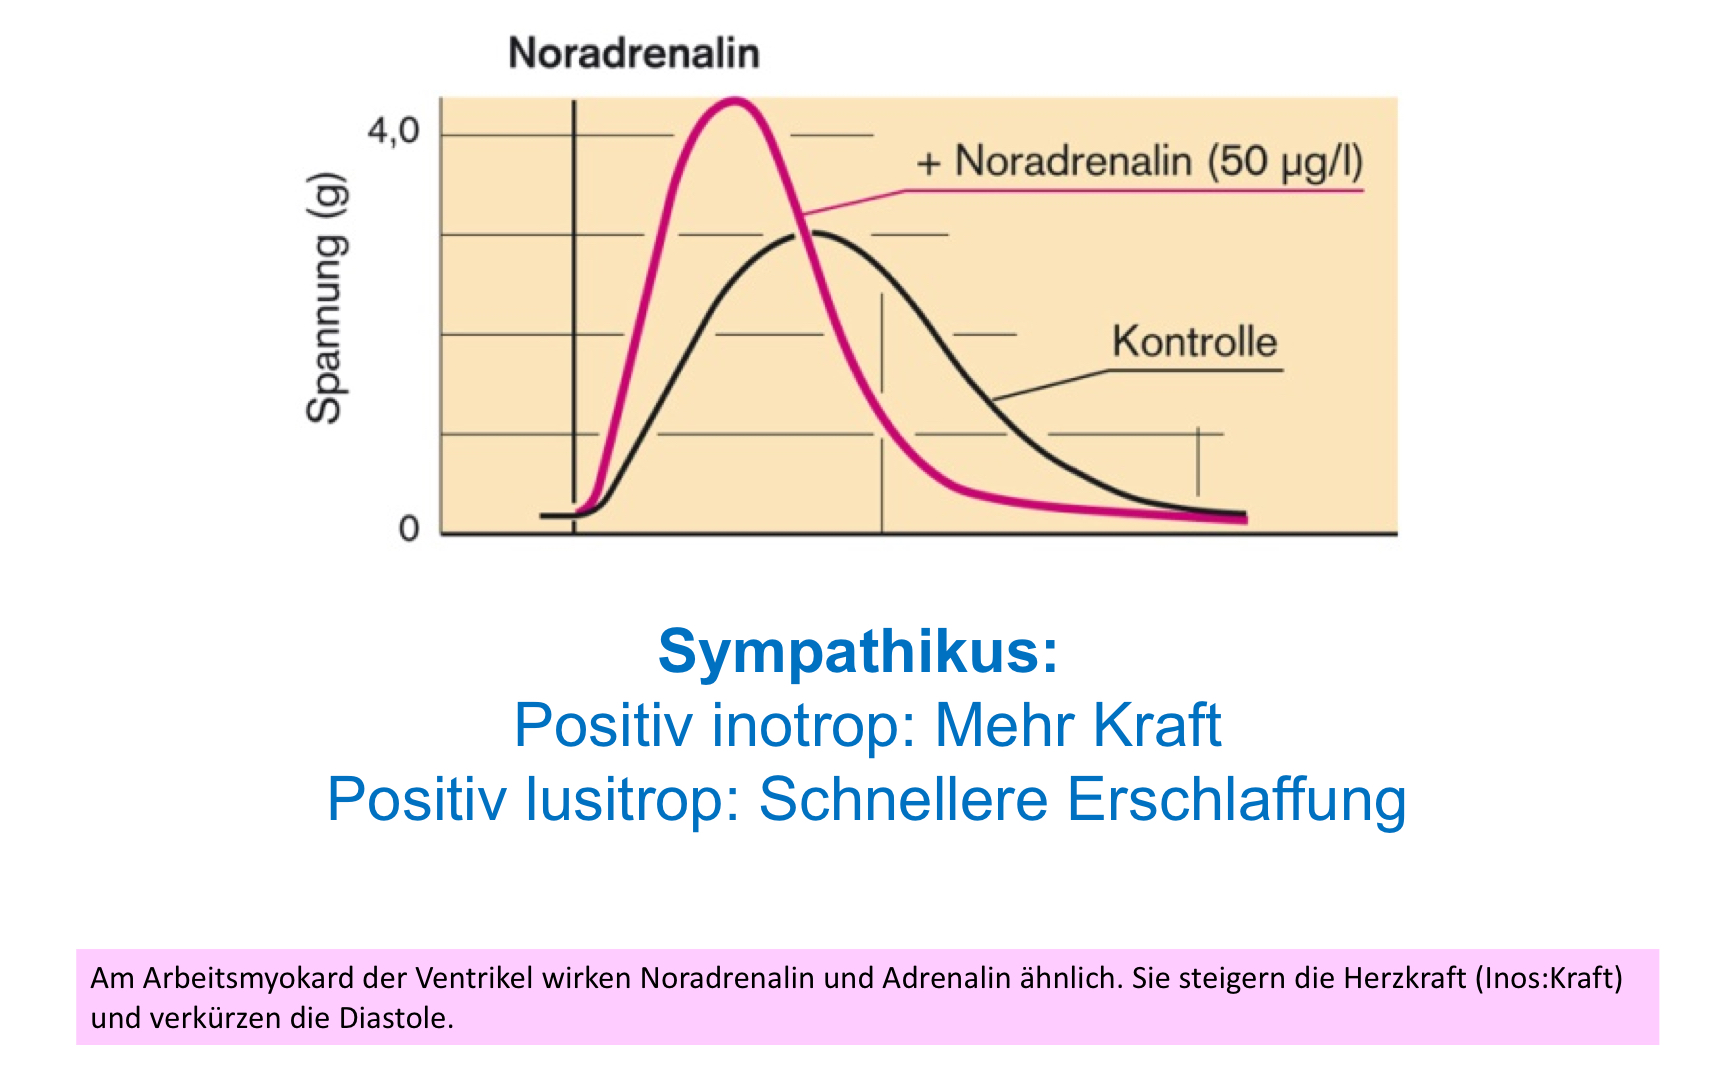 Noradrenalin
4,0
+ Noradrenalin (50 µg/l)
Spannung (g)
Kontrolle
0
Sympathikus:
Positiv inotrop: Mehr Kraft
Positiv lusitrop: Schnellere Erschlaffung
Am Arbeitsmyokard der Ventrikel wirken Noradrenalin und Adrenalin ähnlich. Sie steigern die Herzkraft (Inos:Kraft)
und verkürzen die Diastole.